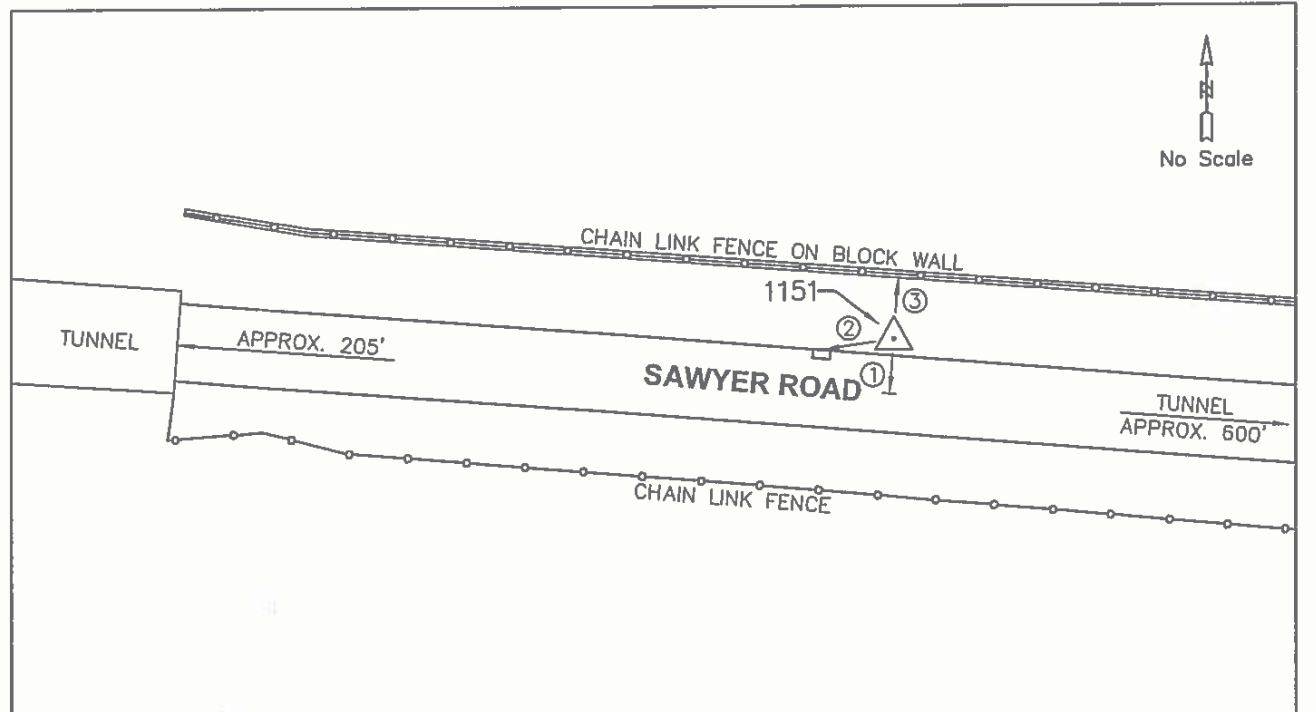 N
No Scale
CHAIN LINK FENCE ON BLOCK WALL
1151
③
②
TUNNEL
APPROX. 205'
SAWYER ROAD
①
TUNNEL
APPROX. 600'
CHAIN LINK FENCE